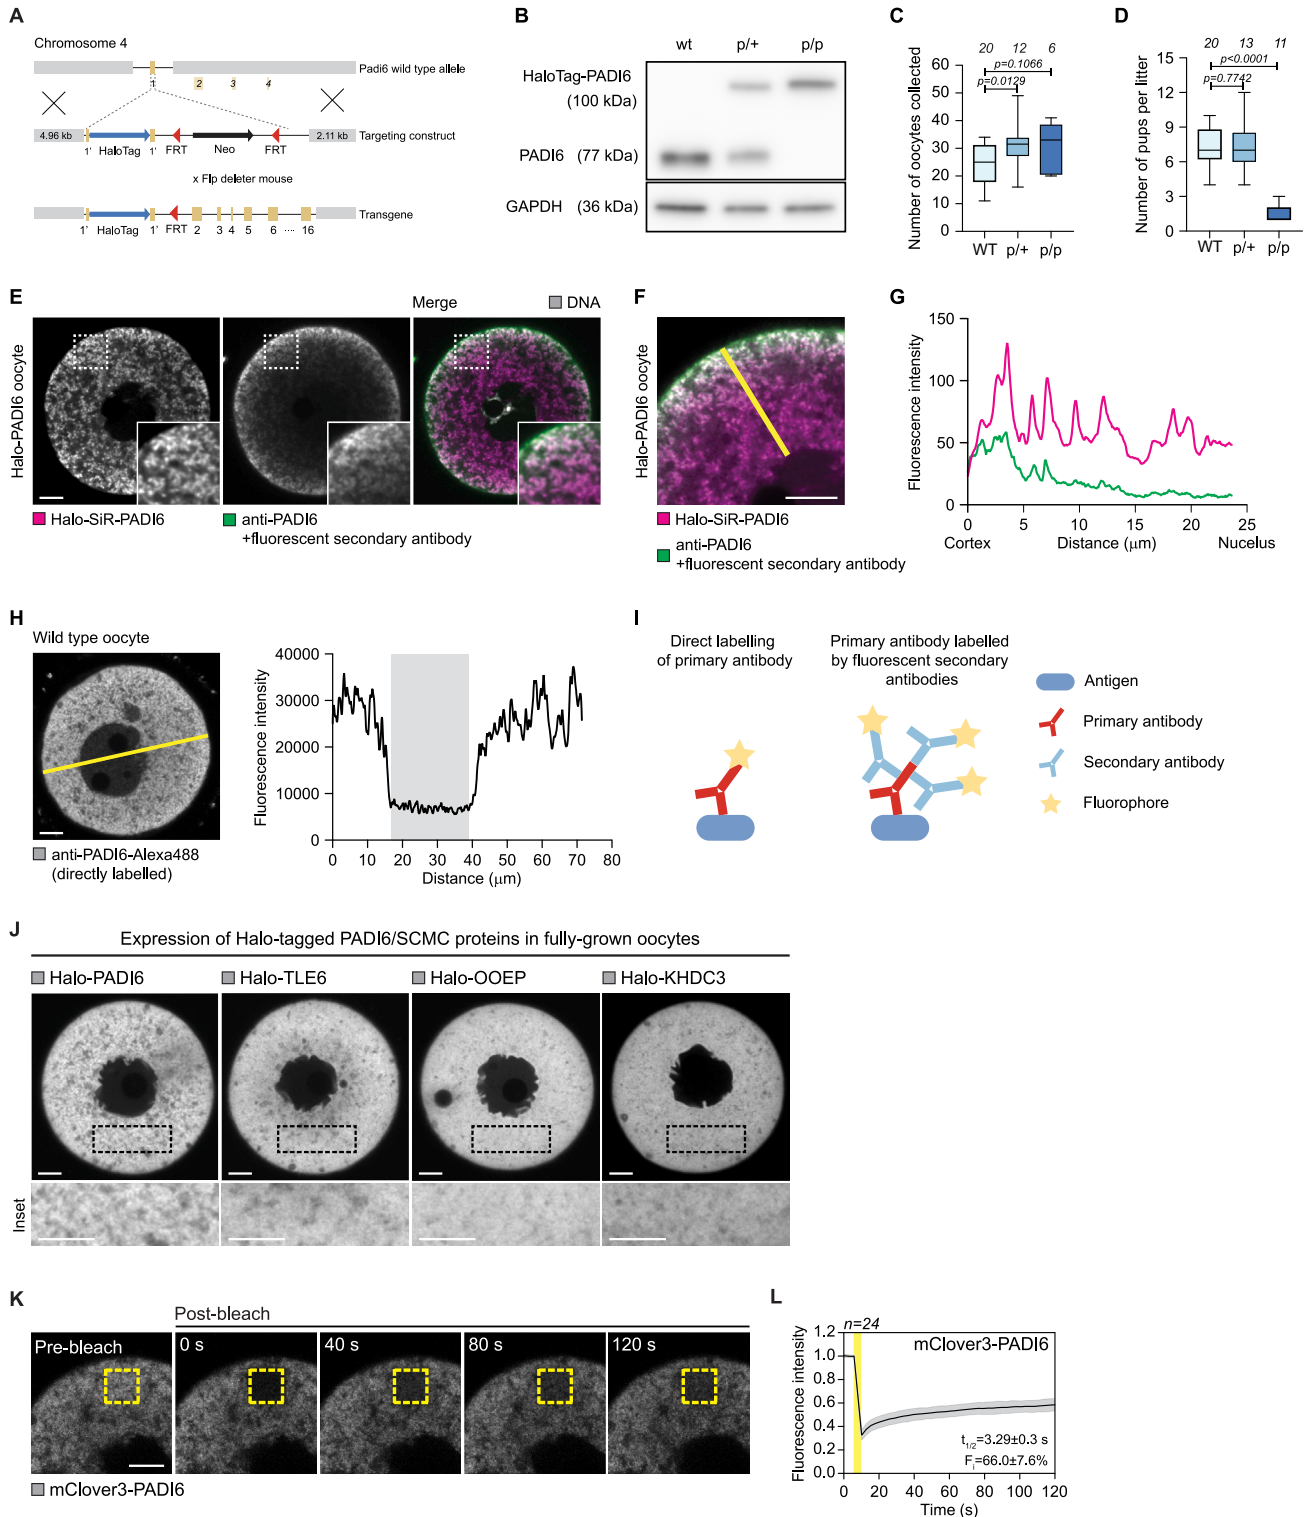 A
Chromosome 4
Padi6 wild type allele
1 2 3 4
4.96 kb
2.11 kb
Targeting construct
1' HaloTag 1' FRT Neo FRT
x Flp deleter mouse
Transgene
1' HaloTag 1' FRT 2 3 4 5 6 .... 16
B
wt p/+ p/p
HaloTag-PADI6
(100 kDa)
PADI6 (77 kDa)
GAPDH (36 kDa)
C
20 12 6
p=0.1066
p=0.0129
Number of oocytes collected
60
50
40
30
20
10
0
WT p/+ p/p
D
20 13 11
p<0.0001
p=0.7742
Number of pups per litter
15
12
9
6
3
0
WT p/+ p/p
E
Merge DNA
Halo-PADI6 oocyte
Halo-SiR-PADI6
anti-PADI6
+fluorescent secondary antibody
F
Halo-PADI6 oocyte
Halo-SiR-PADI6
anti-PADI6
+fluorescent secondary antibody
G
Fluorescence intensity
150
100
50
0
0 5 10 15 20 25
Cortex Distance (μm) Nucelus
H
Wild type oocyte
anti-PADI6-Alexa488
(directly labelled)
Fluorescence intensity
40000
30000
20000
10000
0
0 10 20 30 40 50 60 70 80
Distance (μm)
I
Direct labelling
of primary antibody
Primary antibody labelled
by fluorescent secondary
antibodies
Antigen
Primary antibody
Secondary antibody
Fluorophore
J
Expression of Halo-tagged PADI6/SCMC proteins in fully-grown oocytes
Halo-PADI6 Halo-TLE6 Halo-OOEP Halo-KHDC3
Inset
K
Post-bleach
Pre-bleach 0 s 40 s 80 s 120 s
mClover3-PADI6
L
n=24
mClover3-PADI6
Fluorescence intensity
1.2
1.0
0.8
0.6
0.4
0.2
0.0
t1/2=3.29±0.3 s
Fi=66.0±7.6%
0 20 40 60 80 100 120
Time (s)